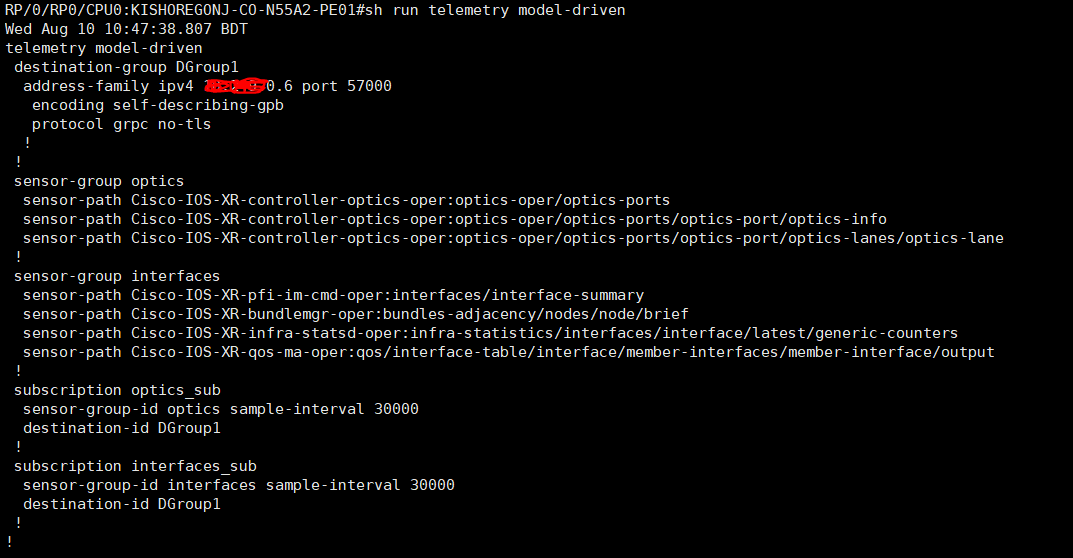 RP/0/RP0/CPU0:KISHOREGONJ-CO-N55A2-PE01#sh run telemetry model-driven
Wed Aug 10 10:47:38.807 BDT
telemetry model-driven
 destination-group DGroup1
  address-family ipv4 0.6 port 57000
   encoding self-describing-gpb
   protocol grpc no-tls
  !
 !
 sensor-group optics
  sensor-path Cisco-IOS-XR-controller-optics-oper:optics-oper/optics-ports
  sensor-path Cisco-IOS-XR-controller-optics-oper:optics-oper/optics-ports/optics-port/optics-info
  sensor-path Cisco-IOS-XR-controller-optics-oper:optics-oper/optics-ports/optics-port/optics-lanes/optics-lane
 !
 sensor-group interfaces
  sensor-path Cisco-IOS-XR-pfi-im-cmd-oper:interfaces/interface-summary
  sensor-path Cisco-IOS-XR-bundlemgr-oper:bundles-adjacency/nodes/node/brief
  sensor-path Cisco-IOS-XR-infra-statsd-oper:infra-statistics/interfaces/interface/latest/generic-counters
  sensor-path Cisco-IOS-XR-qos-ma-oper:qos/interface-table/interface/member-interfaces/member-interface/output
 !
 subscription optics_sub
  sensor-group-id optics sample-interval 30000
  destination-id DGroup1
 !
 subscription interfaces_sub
  sensor-group-id interfaces sample-interval 30000
  destination-id DGroup1
 !
!